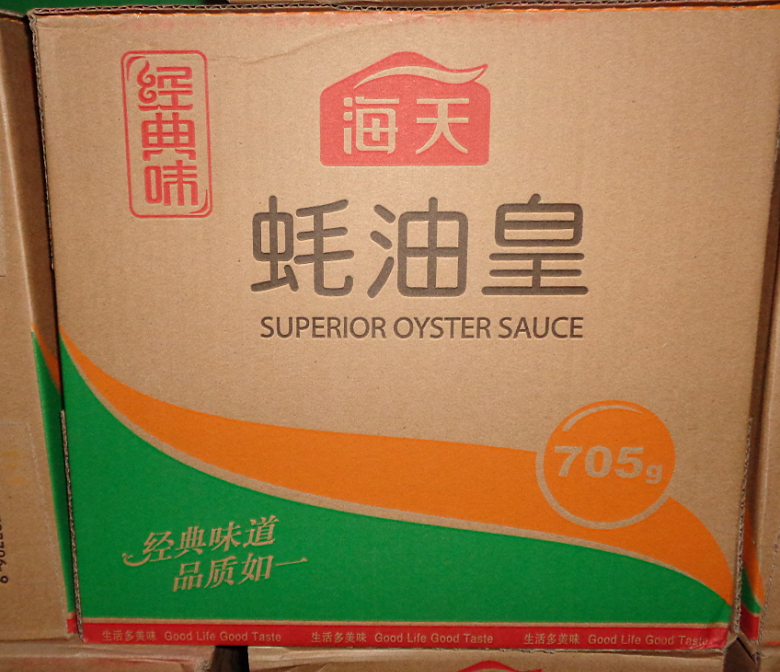 经典味
海天
蚝油皇
SUPERIOR OYSTER SAUCE
705g
经典味道
品质如一
生活多美味 Good Life Good Taste 生活多美味 Good Life Good Taste 生活多美味 Good Life Good Taste